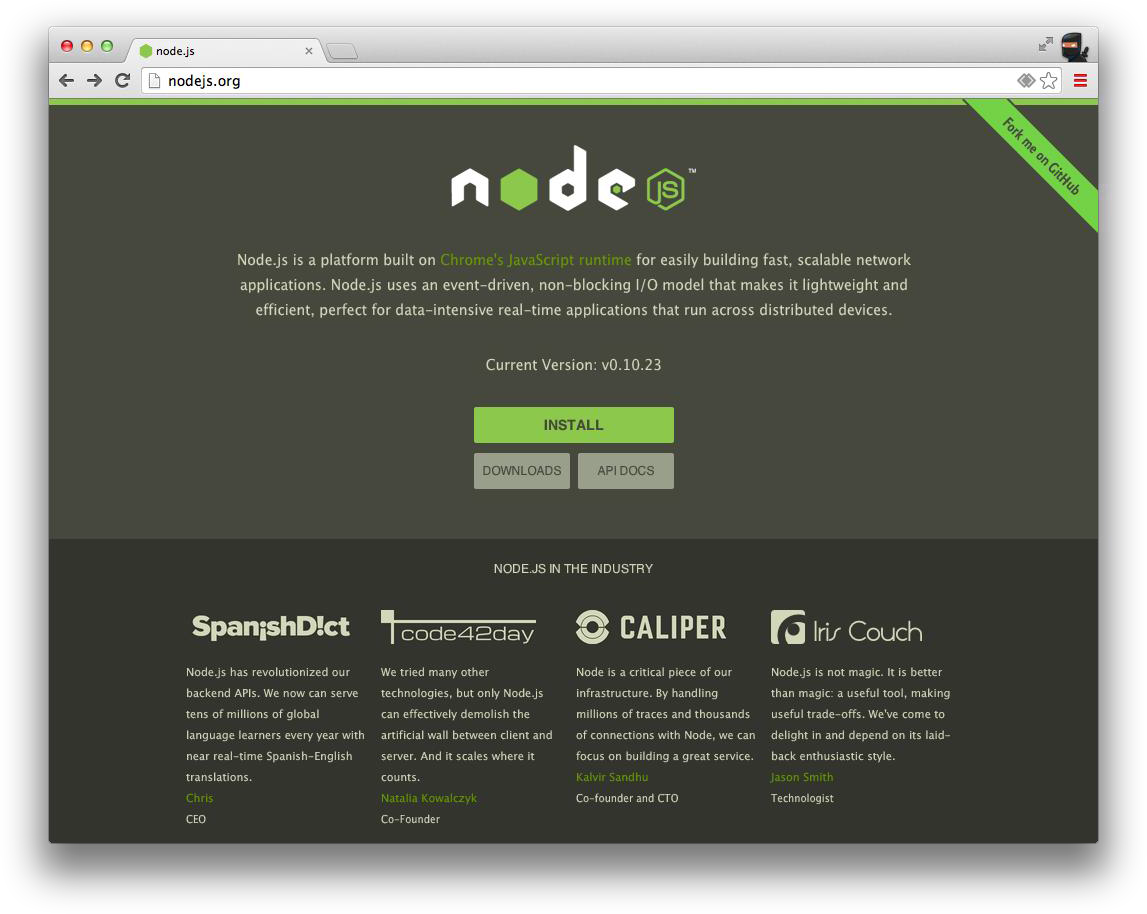 node.js
nodejs.org
Fork me on GitHub
node JS ™
Node.js is a platform built on Chrome's JavaScript runtime for easily building fast, scalable network
applications. Node.js uses an event-driven, non-blocking I/O model that makes it lightweight and
efficient, perfect for data-intensive real-time applications that run across distributed devices.
Current Version: v0.10.23
INSTALL
DOWNLOADS API DOCS
NODE.JS IN THE INDUSTRY
SpanishD!ct
Node.js has revolutionized our
backend APIs. We now can serve
tens of millions of global
language learners every year with
near real-time Spanish-English
translations.
Chris
CEO
code42day
We tried many other
technologies, but only Node.js
can effectively demolish the
artificial wall between client and
server. And it scales where it
counts.
Natalia Kowalczyk
Co-Founder
CALIPER
Node is a critical piece of our
infrastructure. By handling
millions of traces and thousands
of connections with Node, we can
focus on building a great service.
Kalvir Sandhu
Co-founder and CTO
Iris Couch
Node.js is not magic. It is better
than magic: a useful tool, making
useful trade-offs. We've come to
delight in and depend on its laid-
back enthusiastic style.
Jason Smith
Technologist